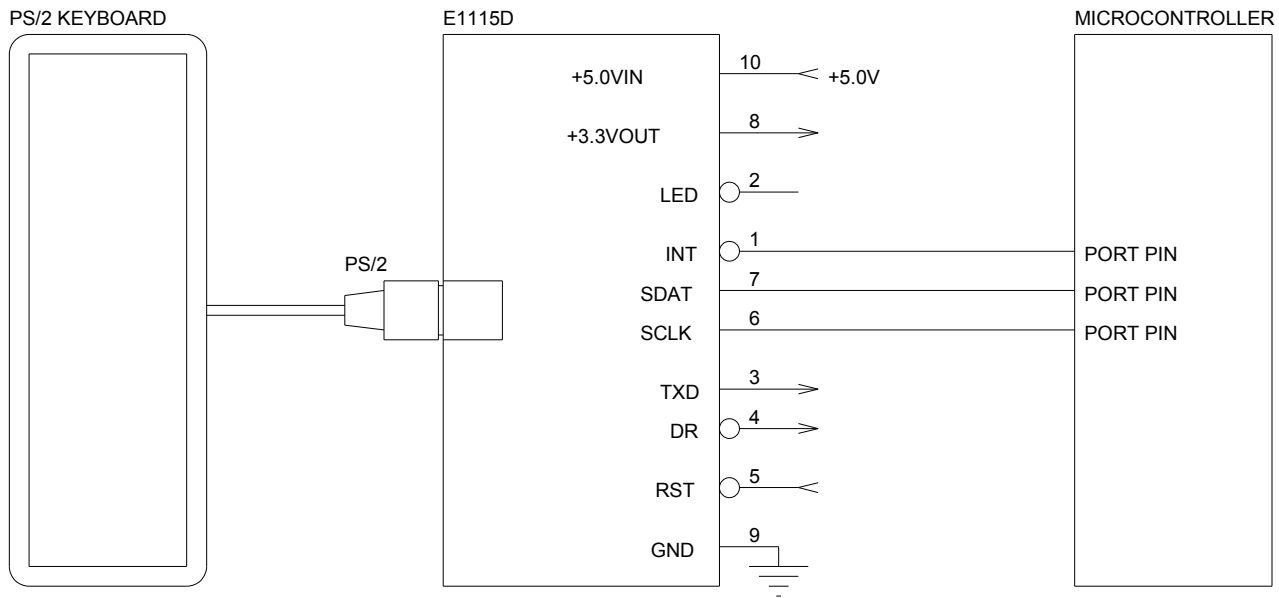 PS/2 KEYBOARD
E1115D
MICROCONTROLLER
+5.0VIN 10 +5.0V
+3.3VOUT 8
LED 2
INT 1 PORT PIN
PS/2
SDAT 7 PORT PIN
SCLK 6 PORT PIN
TXD 3
DR 4
RST 5
GND 9